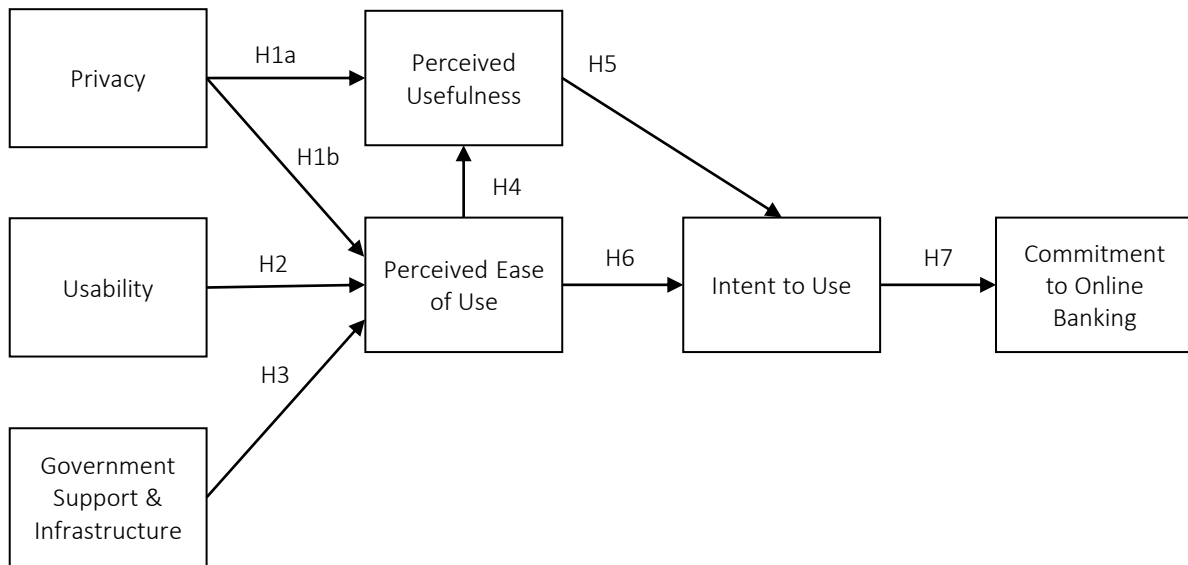 Privacy
H1a
Perceived
Usefulness
H5
H1b
H4
Usability
H2
Perceived Ease
of Use
H6
Intent to Use
H7
Commitment
to Online
Banking
H3
Government
Support &
Infrastructure